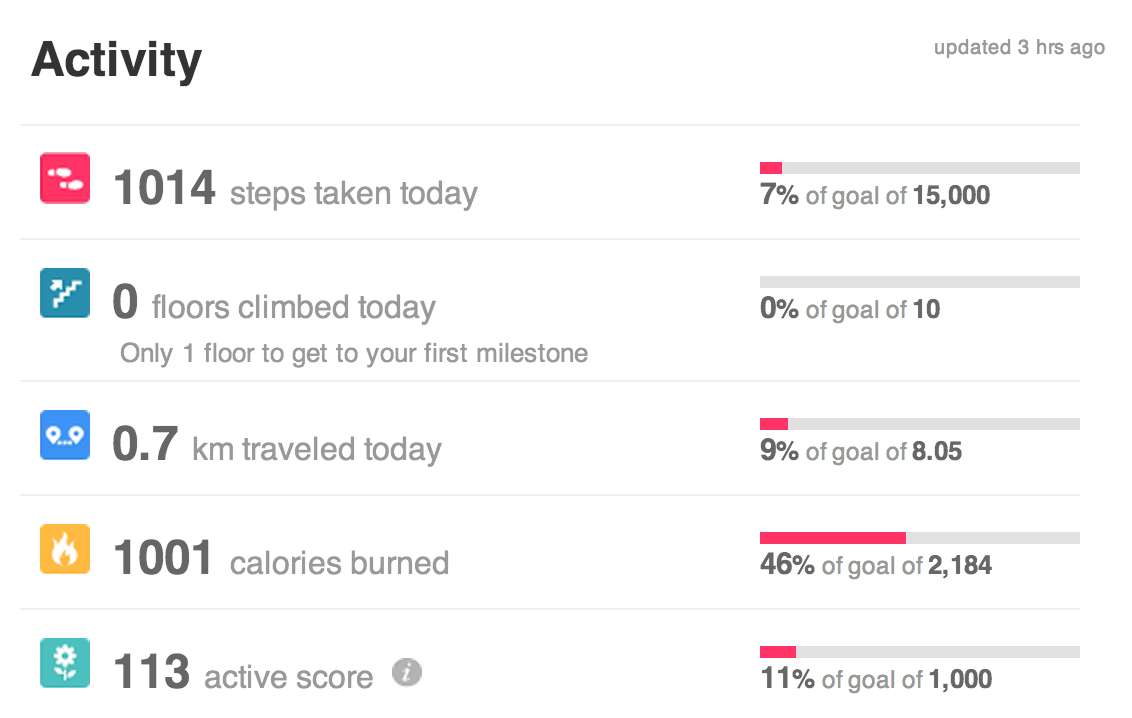 Activity
updated 3 hrs ago
1014 steps taken today
7% of goal of 15,000
0 floors climbed today
0% of goal of 10
Only 1 floor to get to your first milestone
0.7 km traveled today
9% of goal of 8.05
1001 calories burned
46% of goal of 2,184
113 active score i
11% of goal of 1,000